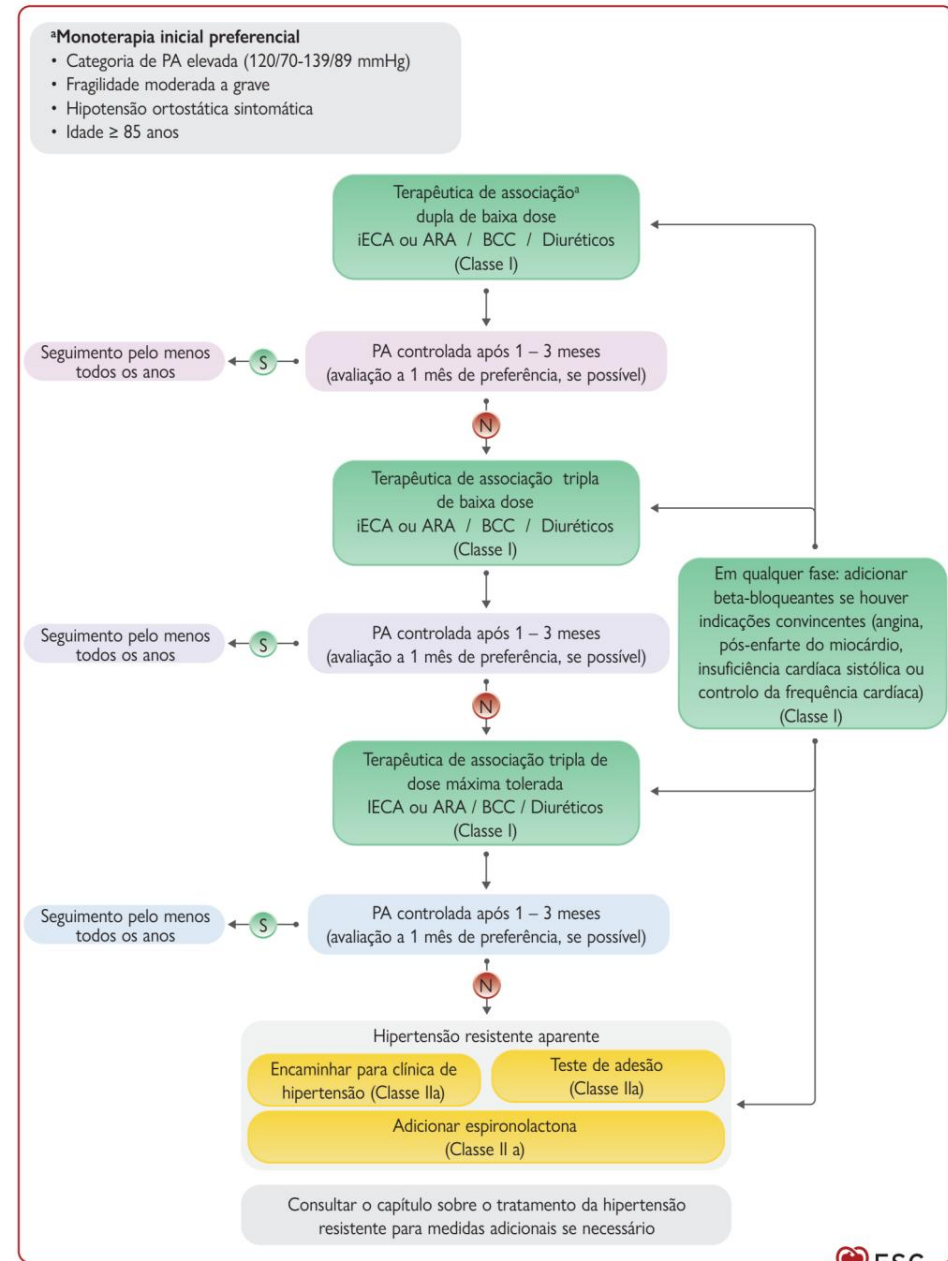 ᵃMonoterapia inicial preferencial
• Categoria de PA elevada (120/70-139/89 mmHg)
• Fragilidade moderada a grave
• Hipotensão ortostática sintomática
• Idade ≥ 85 anos
Terapêutica de associaçãoᵃ
dupla de baixa dose
iECA ou ARA / BCC / Diuréticos
(Classe I)
Seguimento pelo menos
todos os anos
S
PA controlada após 1 – 3 meses
(avaliação a 1 mês de preferência, se possível)
N
Terapêutica de associação tripla
de baixa dose
iECA ou ARA / BCC / Diuréticos
(Classe I)
Em qualquer fase: adicionar
beta-bloqueantes se houver
indicações convincentes (angina,
pós-enfarte do miocárdio,
insuficiência cardíaca sistólica ou
controlo da frequência cardíaca)
(Classe I)
Seguimento pelo menos
todos os anos
S
PA controlada após 1 – 3 meses
(avaliação a 1 mês de preferência, se possível)
N
Terapêutica de associação tripla de
dose máxima tolerada
IECA ou ARA / BCC / Diuréticos
(Classe I)
Seguimento pelo menos
todos os anos
S
PA controlada após 1 – 3 meses
(avaliação a 1 mês de preferência, se possível)
N
Hipertensão resistente aparente
Encaminhar para clínica de
hipertensão (Classe IIa)
Teste de adesão
(Classe IIa)
Adicionar espironolactona
(Classe II a)
Consultar o capítulo sobre o tratamento da hipertensão
resistente para medidas adicionais se necessário
ESC